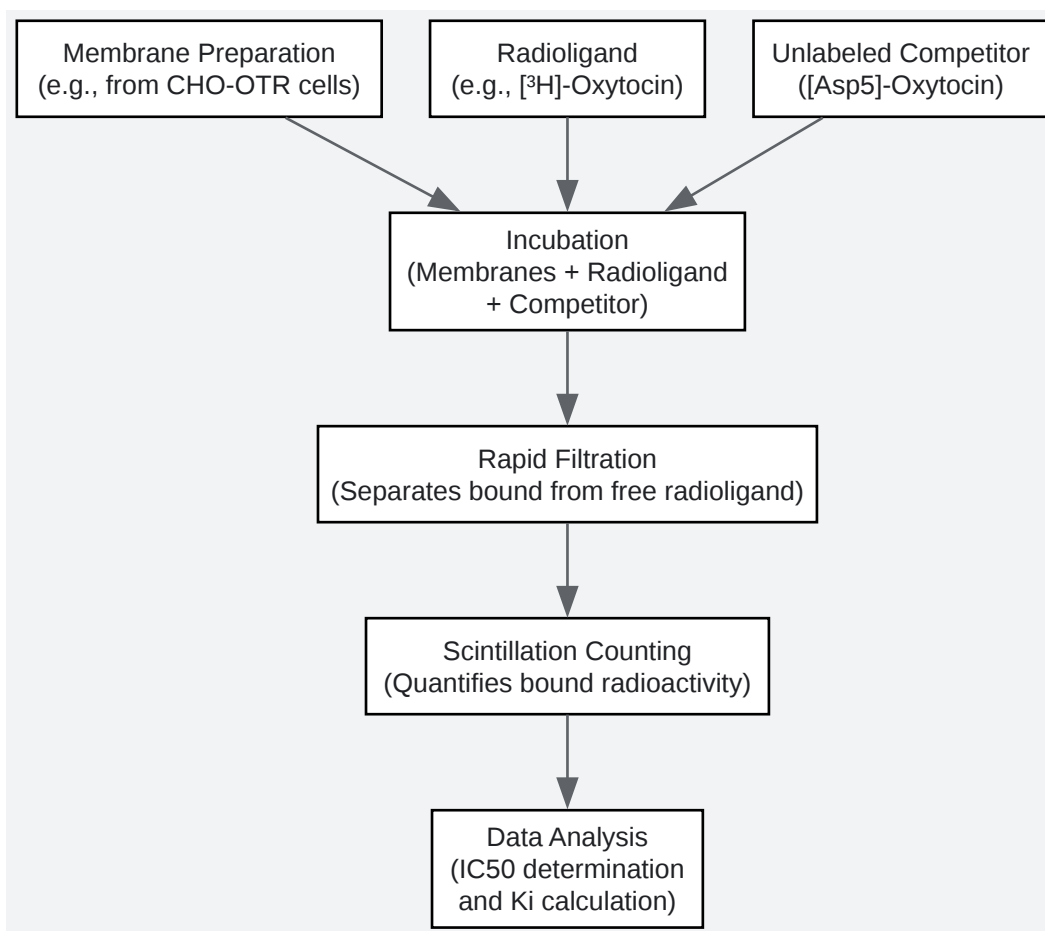 Membrane Preparation
(e.g., from CHO-OTR cells)
Radioligand
(e.g., [³H]-Oxytocin)
Unlabeled Competitor
([Asp5]-Oxytocin)
Incubation
(Membranes + Radioligand
+ Competitor)
Rapid Filtration
(Separates bound from free radioligand)
Scintillation Counting
(Quantifies bound radioactivity)
Data Analysis
(IC50 determination
and Ki calculation)